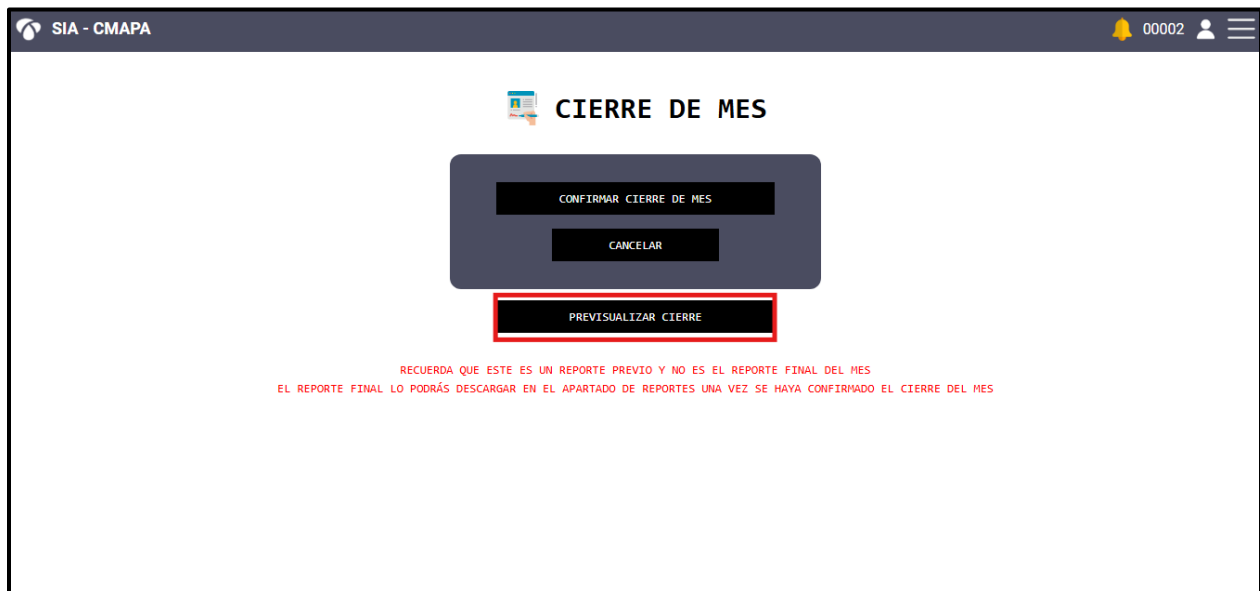 SIA - CMAPA
00002
CIERRE DE MES
CONFIRMAR CIERRE DE MES
CANCELAR
PREVISUALIZAR CIERRE
RECUERDA QUE ESTE ES UN REPORTE PREVIO Y NO ES EL REPORTE FINAL DEL MES
EL REPORTE FINAL LO PODRÁS DESCARGAR EN EL APARTADO DE REPORTES UNA VEZ SE HAYA CONFIRMADO EL CIERRE DEL MES